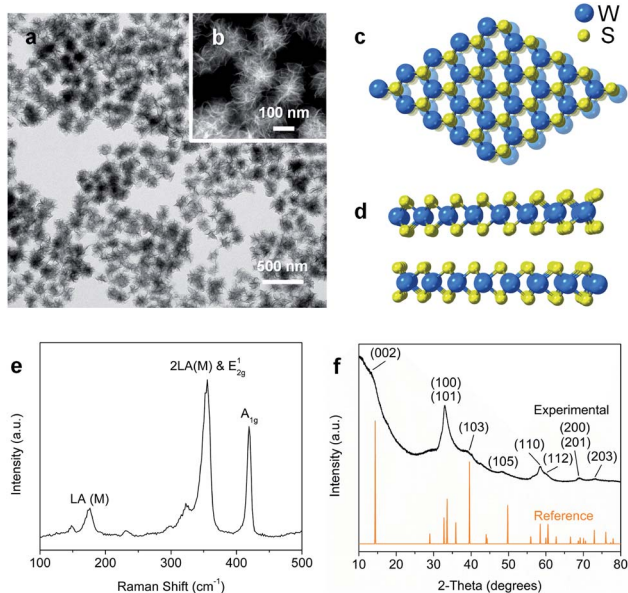 a
b
100 nm
500 nm
c
W
S
d
e
2LA(M) & E¹2g
A1g
LA (M)
Intensity (a.u.)
100 200 300 400 500
Raman Shift (cm⁻¹)
f
(002)
(100)
(101)
Experimental
(103)
(200)
(201)
(110)
(105)
(112)
(203)
Reference
Intensity (a.u.)
10 20 30 40 50 60 70 80
2-Theta (degrees)